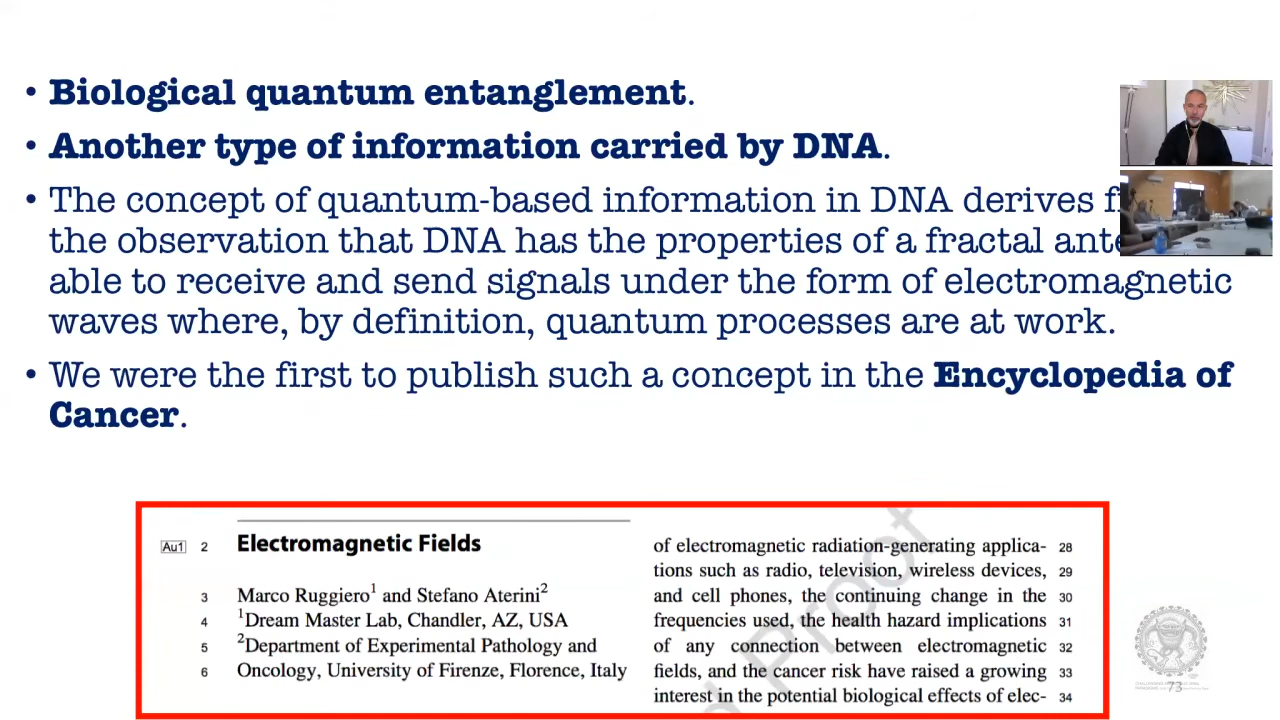 • Biological quantum entanglement.
• Another type of information carried by DNA.
• The concept of quantum-based information in DNA derives
the observation that DNA has the properties of a fractal
able to receive and send signals under the form of electromagnetic
waves where, by definition, quantum processes are at work.
• We were the first to publish such a concept in the Encyclopedia of
Cancer.
Au1 2 Electromagnetic Fields
3 Marco Ruggiero1 and Stefano Aterini2
4 1Dream Master Lab, Chandler, AZ, USA
5 2Department of Experimental Pathology and
6 Oncology, University of Firenze, Florence, Italy
of electromagnetic radiation-generating applica- 28
tions such as radio, television, wireless devices, 29
and cell phones, the continuing change in the 30
frequencies used, the health hazard implications 31
of any connection between electromagnetic 32
fields, and the cancer risk have raised a growing 33
interest in the potential biological effects of elec- 34
Proof
73